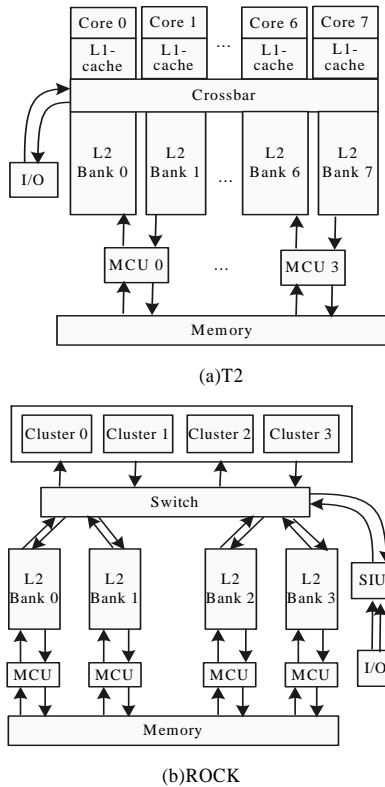 Core 0 Core 1 ... Core 6 Core 7
L1- L1- L1- L1-
cache cache cache cache
Crossbar
L2 L2 L2 L2
Bank 0 Bank 1 ... Bank 6 Bank 7
I/O
MCU 0 ... MCU 3
Memory
(a)T2
Cluster 0 Cluster 1 Cluster 2 Cluster 3
Switch
L2 L2 L2 L2 SIU
Bank 0 Bank 1 Bank 2 Bank 3
MCU MCU MCU MCU I/O
Memory
(b)ROCK